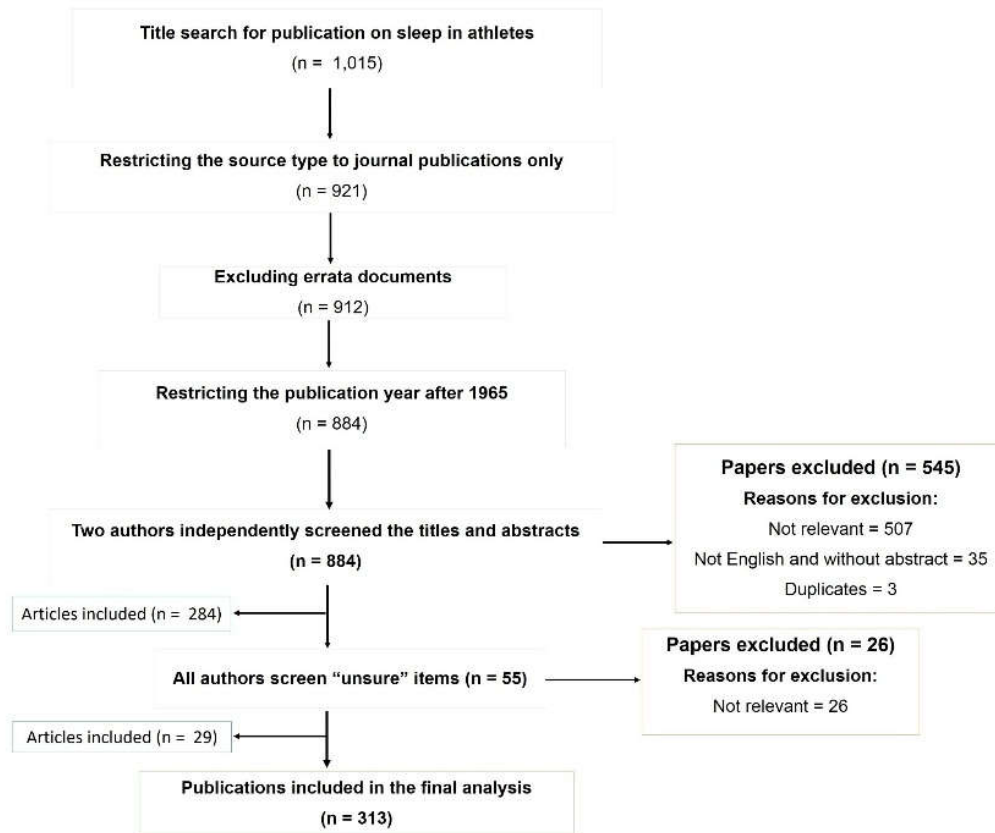 Title search for publication on sleep in athletes
(n = 1,015)
Restricting the source type to journal publications only
(n = 921)
Excluding errata documents
(n = 912)
Restricting the publication year after 1965
(n = 884)
Two authors independently screened the titles and abstracts
(n = 884)
Papers excluded (n = 545)
Reasons for exclusion:
Not relevant = 507
Not English and without abstract = 35
Duplicates = 3
Articles included (n = 284)
All authors screen “unsure” items (n = 55)
Papers excluded (n = 26)
Reasons for exclusion:
Not relevant = 26
Articles included (n = 29)
Publications included in the final analysis
(n = 313)